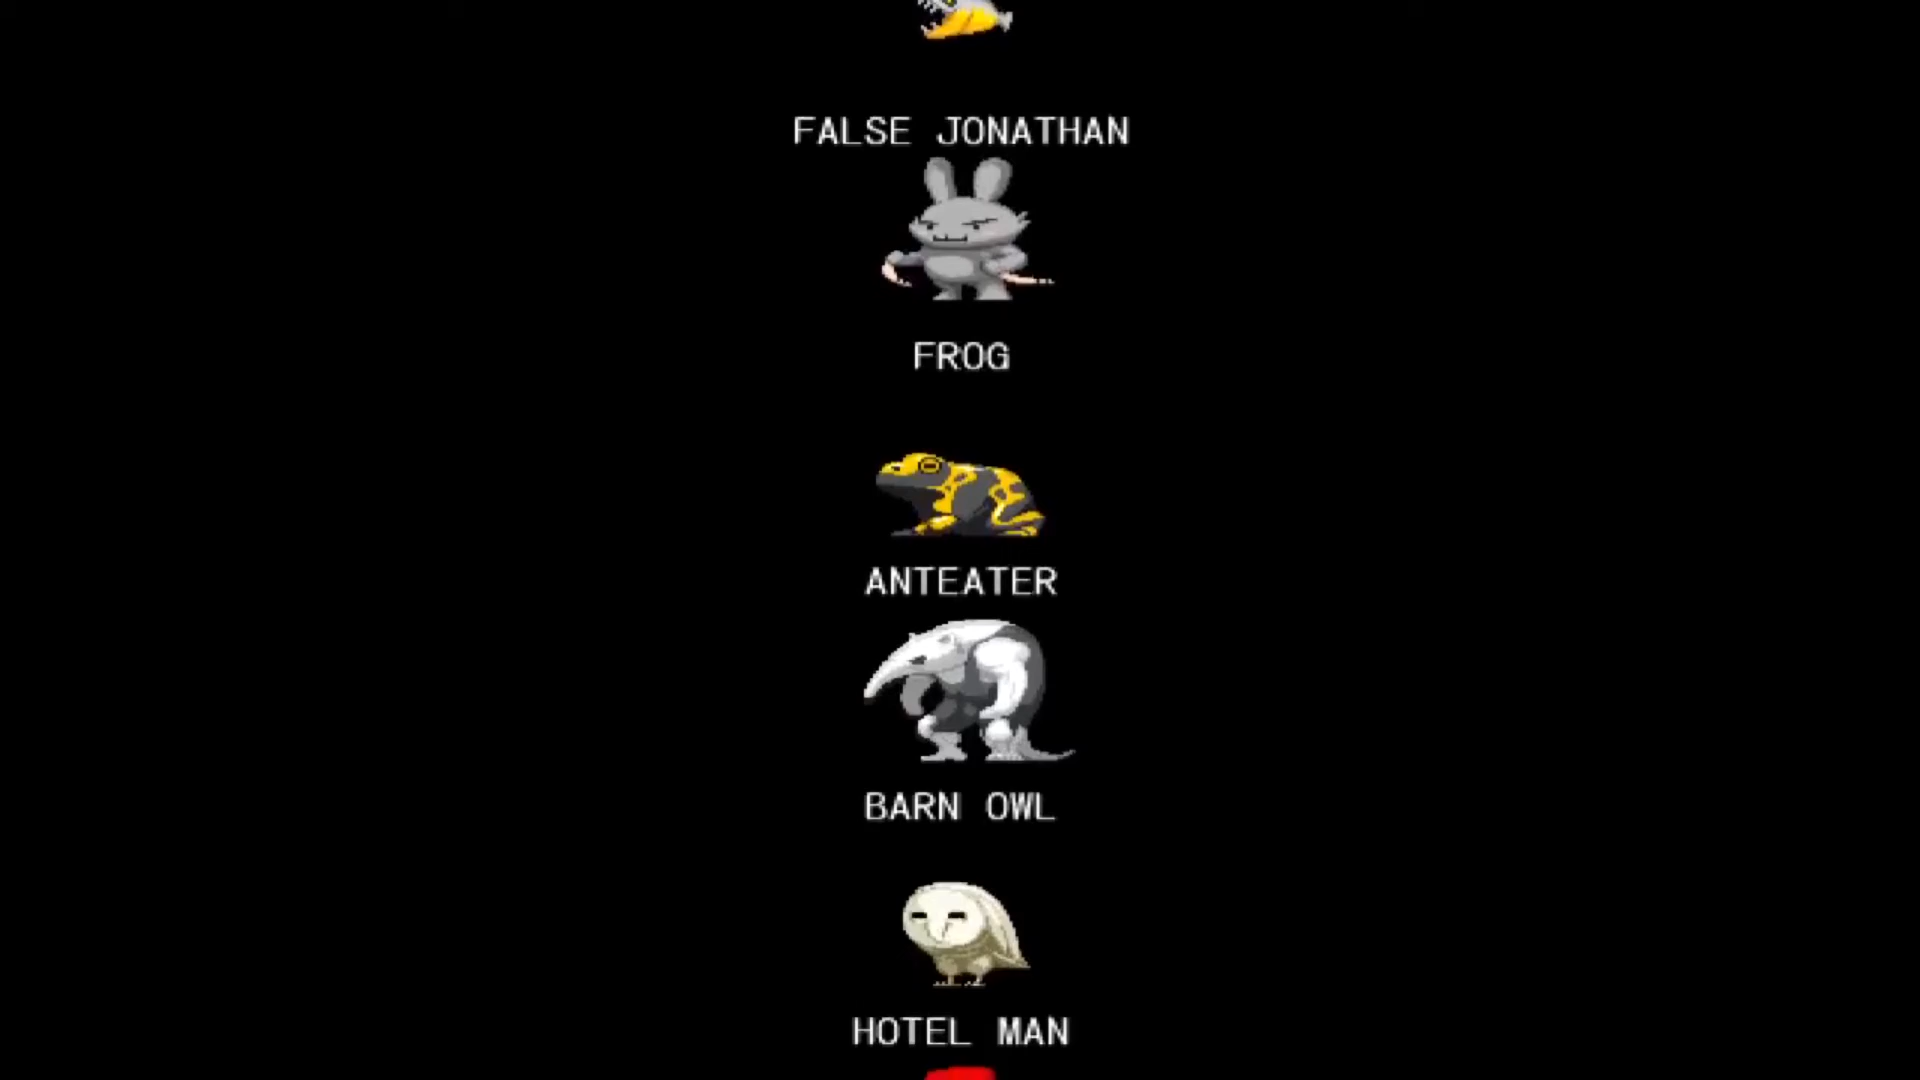 FALSE JONATHAN
FROG
ANTEATER
BARN OWL
HOTEL MAN